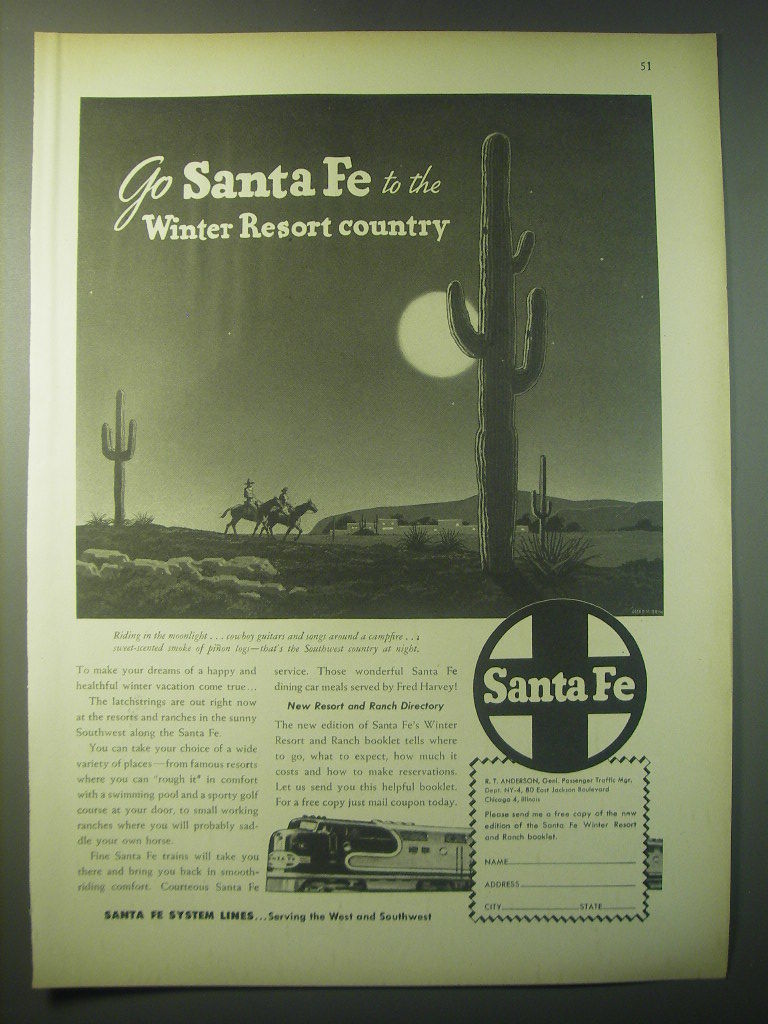 51
Go Santa Fe to the
Winter Resort country
Riding in the moonlight . . . cowboy guitars and songs around a campfire . . .
sweet-scented smoke of piñon logs—that's the Southwest country at night.
To make your dreams of a happy and
healthful winter vacation come true...
The latchstrings are out right now
at the resorts and ranches in the sunny
Southwest along the Santa Fe.
You can take your choice of a wide
variety of places—from famous resorts
where you can "rough it" in comfort
with a swimming pool and a sporty golf
course at your door, to small working
ranches where you will probably sad-
dle your own horse.
Fine Santa Fe trains will take you
there and bring you back in smooth-
riding comfort. Courteous Santa Fe
service. Those wonderful Santa Fe
dining car meals served by Fred Harvey!
New Resort and Ranch Directory
The new edition of Santa Fe's Winter
Resort and Ranch booklet tells where
to go, what to expect, how much it
costs and how to make reservations.
Let us send you this helpful booklet.
For a free copy just mail coupon today.
Santa Fe
R. T. ANDERSON, Genl. Passenger Traffic Mgr.
Dept. NY-4, 80 East Jackson Boulevard
Chicago 4, Illinois
Please send me a free copy of the new
edition of the Santa Fe Winter Resort
and Ranch booklet.
NAME
ADDRESS
CITY STATE
SANTA FE SYSTEM LINES...Serving the West and Southwest